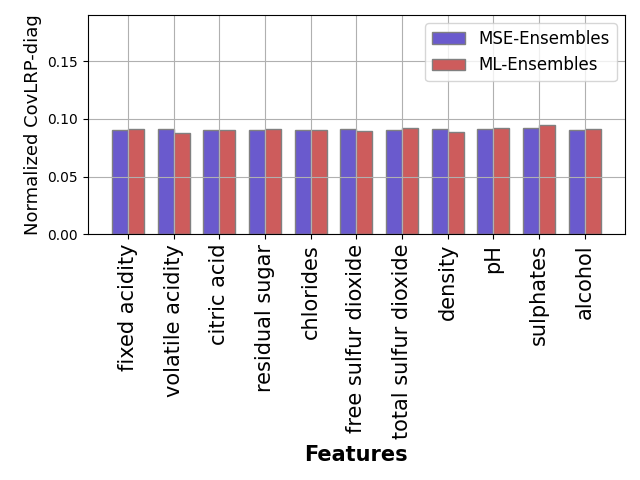 Normalized CovLRP-diag
0.15
0.10
0.05
0.00
MSE-Ensembles
ML-Ensembles
fixed acidity
volatile acidity
citric acid
residual sugar
chlorides
free sulfur dioxide
total sulfur dioxide
density
pH
sulphates
alcohol
Features